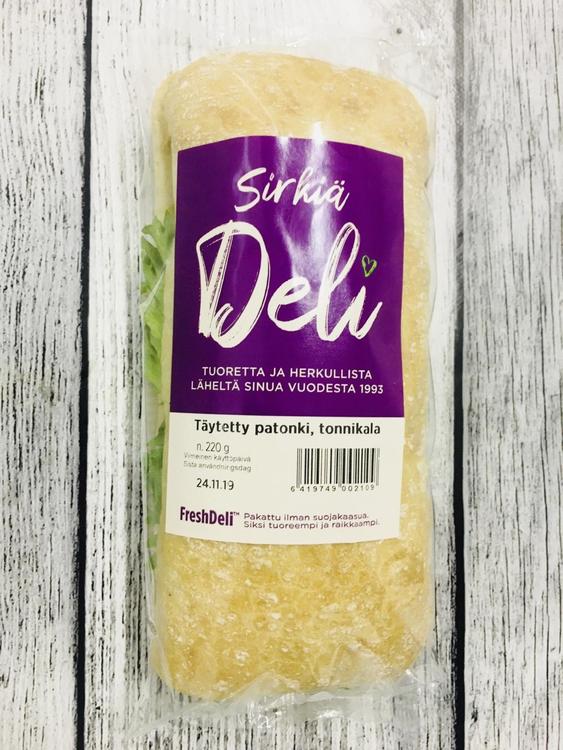 Sirkiä
Deli
TUORETTA JA HERKULLISTA
LÄHELTÄ SINUA VUODESTA 1993
Täytetty patonki, tonnikala
n. 220 g
Viimeinen käyttöpäivä
Sista användningsdag
24.11.19
6 419749 002109
FreshDeli™ Pakattu ilman suojakaasua.
Siksi tuoreempi ja raikkaampi.